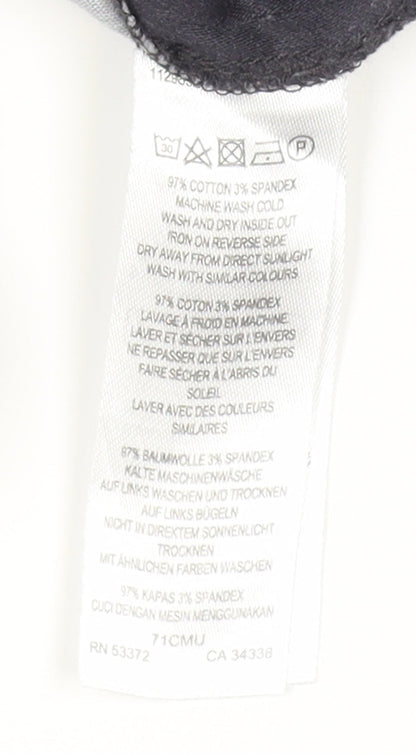 30
P
97% COTTON 3% SPANDEX
MACHINE WASH COLD
WASH AND DRY INSIDE OUT
IRON ON REVERSE SIDE
DRY AWAY FROM DIRECT SUNLIGHT
WASH WITH SIMILAR COLOURS
97% COTON 3% SPANDEX
LAVAGE À FROID EN MACHINE
LAVER ET SÉCHER SUR L'ENVERS
NE REPASSER QUE SUR L'ENVERS
FAIRE SÉCHER À L'ABRIS DU
SOLEIL
LAVER AVEC DES COULEURS
SIMILAIRES
97% BAUMWOLLE 3% SPANDEX
KALTE MASCHINENWÄSCHE
AUF LINKS WASCHEN UND TROCKNEN
AUF LINKS BÜGELN
NICHT IN DIREKTEM SONNENLICHT
TROCKNEN
MIT ÄHNLICHEN FARBEN WASCHEN
97% KAPAS 3% SPANDEX
CUCI DENGAN MESIN MENGGUNAKAN
71CMU
RN 53372 CA 34338